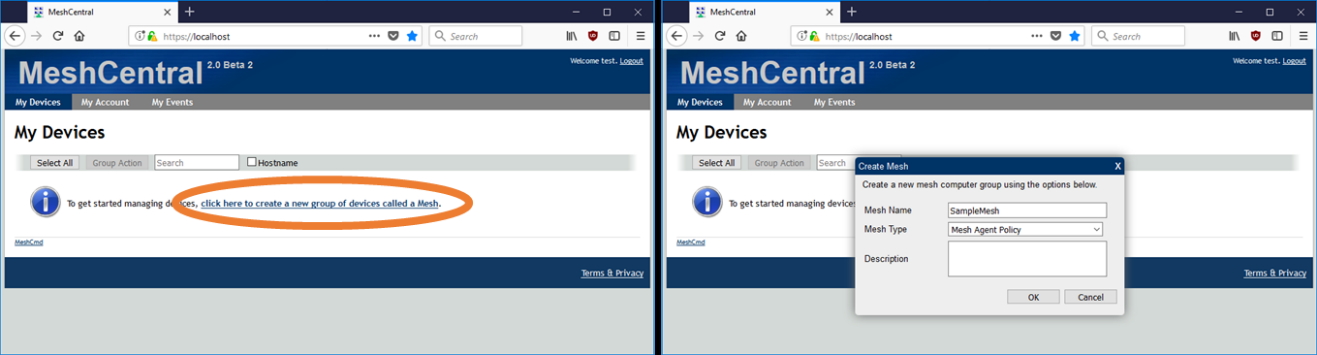 MeshCentral
https://localhost
Search
MeshCentral 2.0 Beta 2
Welcome test. Logout
My Devices My Account My Events
My Devices
Select All Group Action Search Hostname
To get started managing devices, click here to create a new group of devices called a Mesh.
MeshCmd
Terms & Privacy
MeshCentral
https://localhost
Search
MeshCentral 2.0 Beta 2
Welcome test. Logout
My Devices My Account My Events
My Devices
Select All Group Action Search
To get started managing devices
MeshCmd
Terms & Privacy
Create Mesh X
Create a new mesh computer group using the options below.
Mesh Name SampleMesh
Mesh Type Mesh Agent Policy
Description
OK Cancel